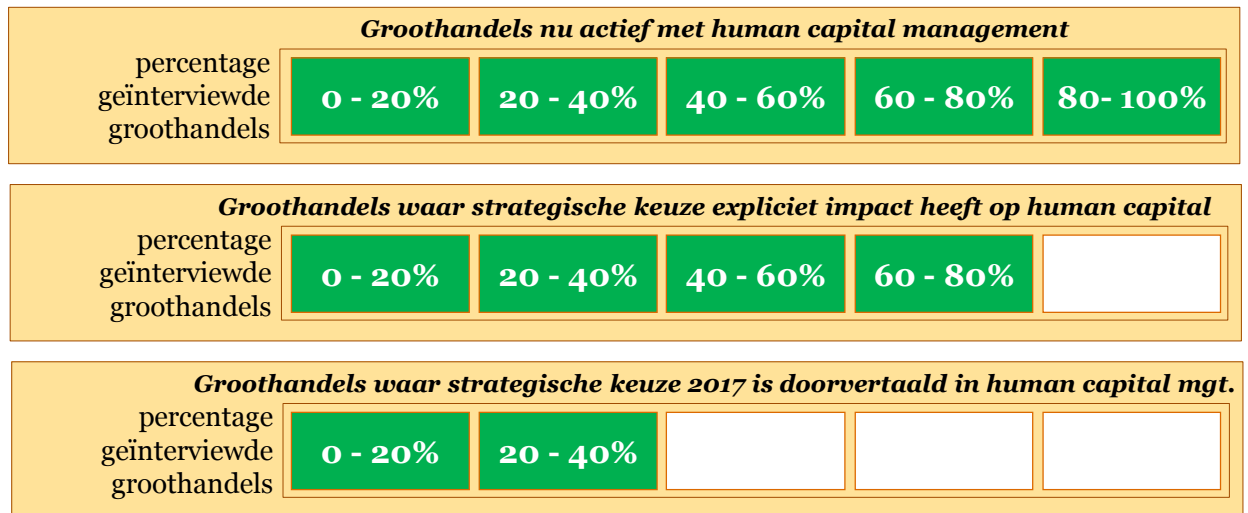 Groothandels nu actief met human capital management
percentage
geïnterviewde
groothandels
0 - 20% 20 - 40% 40 - 60% 60 - 80% 80- 100%
Groothandels waar strategische keuze expliciet impact heeft op human capital
percentage
geïnterviewde
groothandels
0 - 20% 20 - 40% 40 - 60% 60 - 80%
Groothandels waar strategische keuze 2017 is doorvertaald in human capital mgt.
percentage
geïnterviewde
groothandels
0 - 20% 20 - 40%